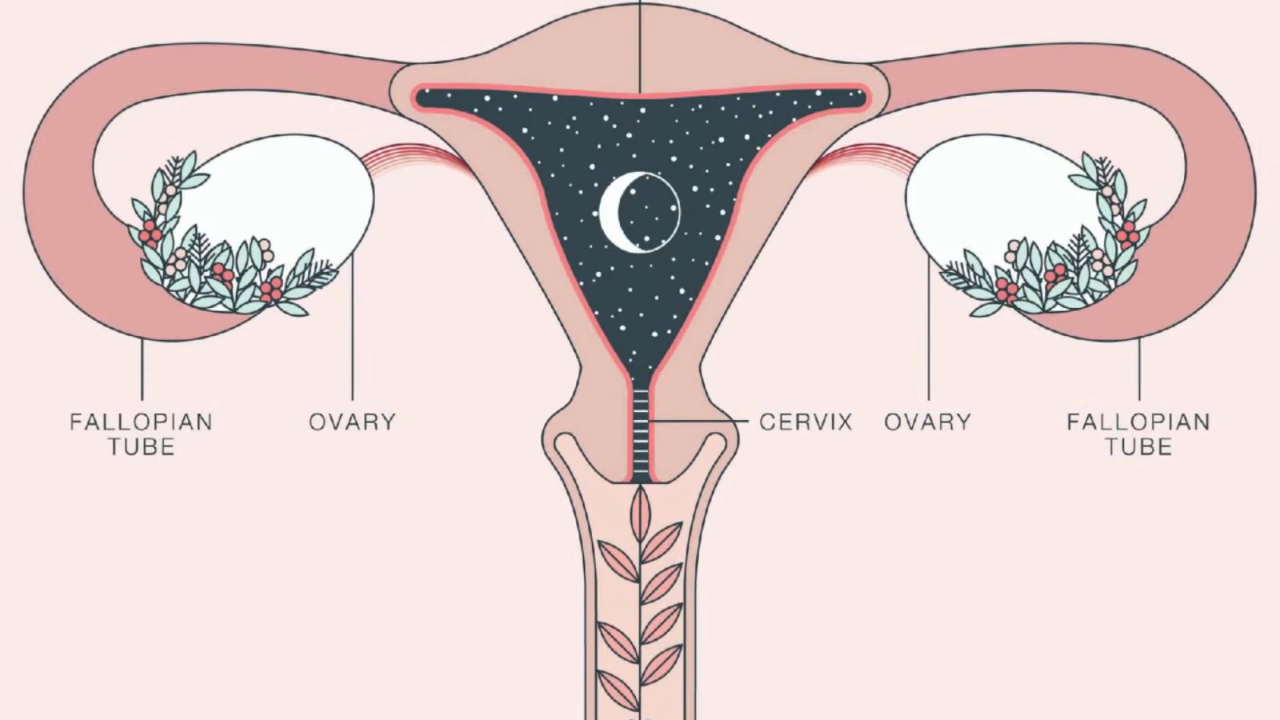 FALLOPIAN
TUBE
OVARY
CERVIX
OVARY
FALLOPIAN
TUBE